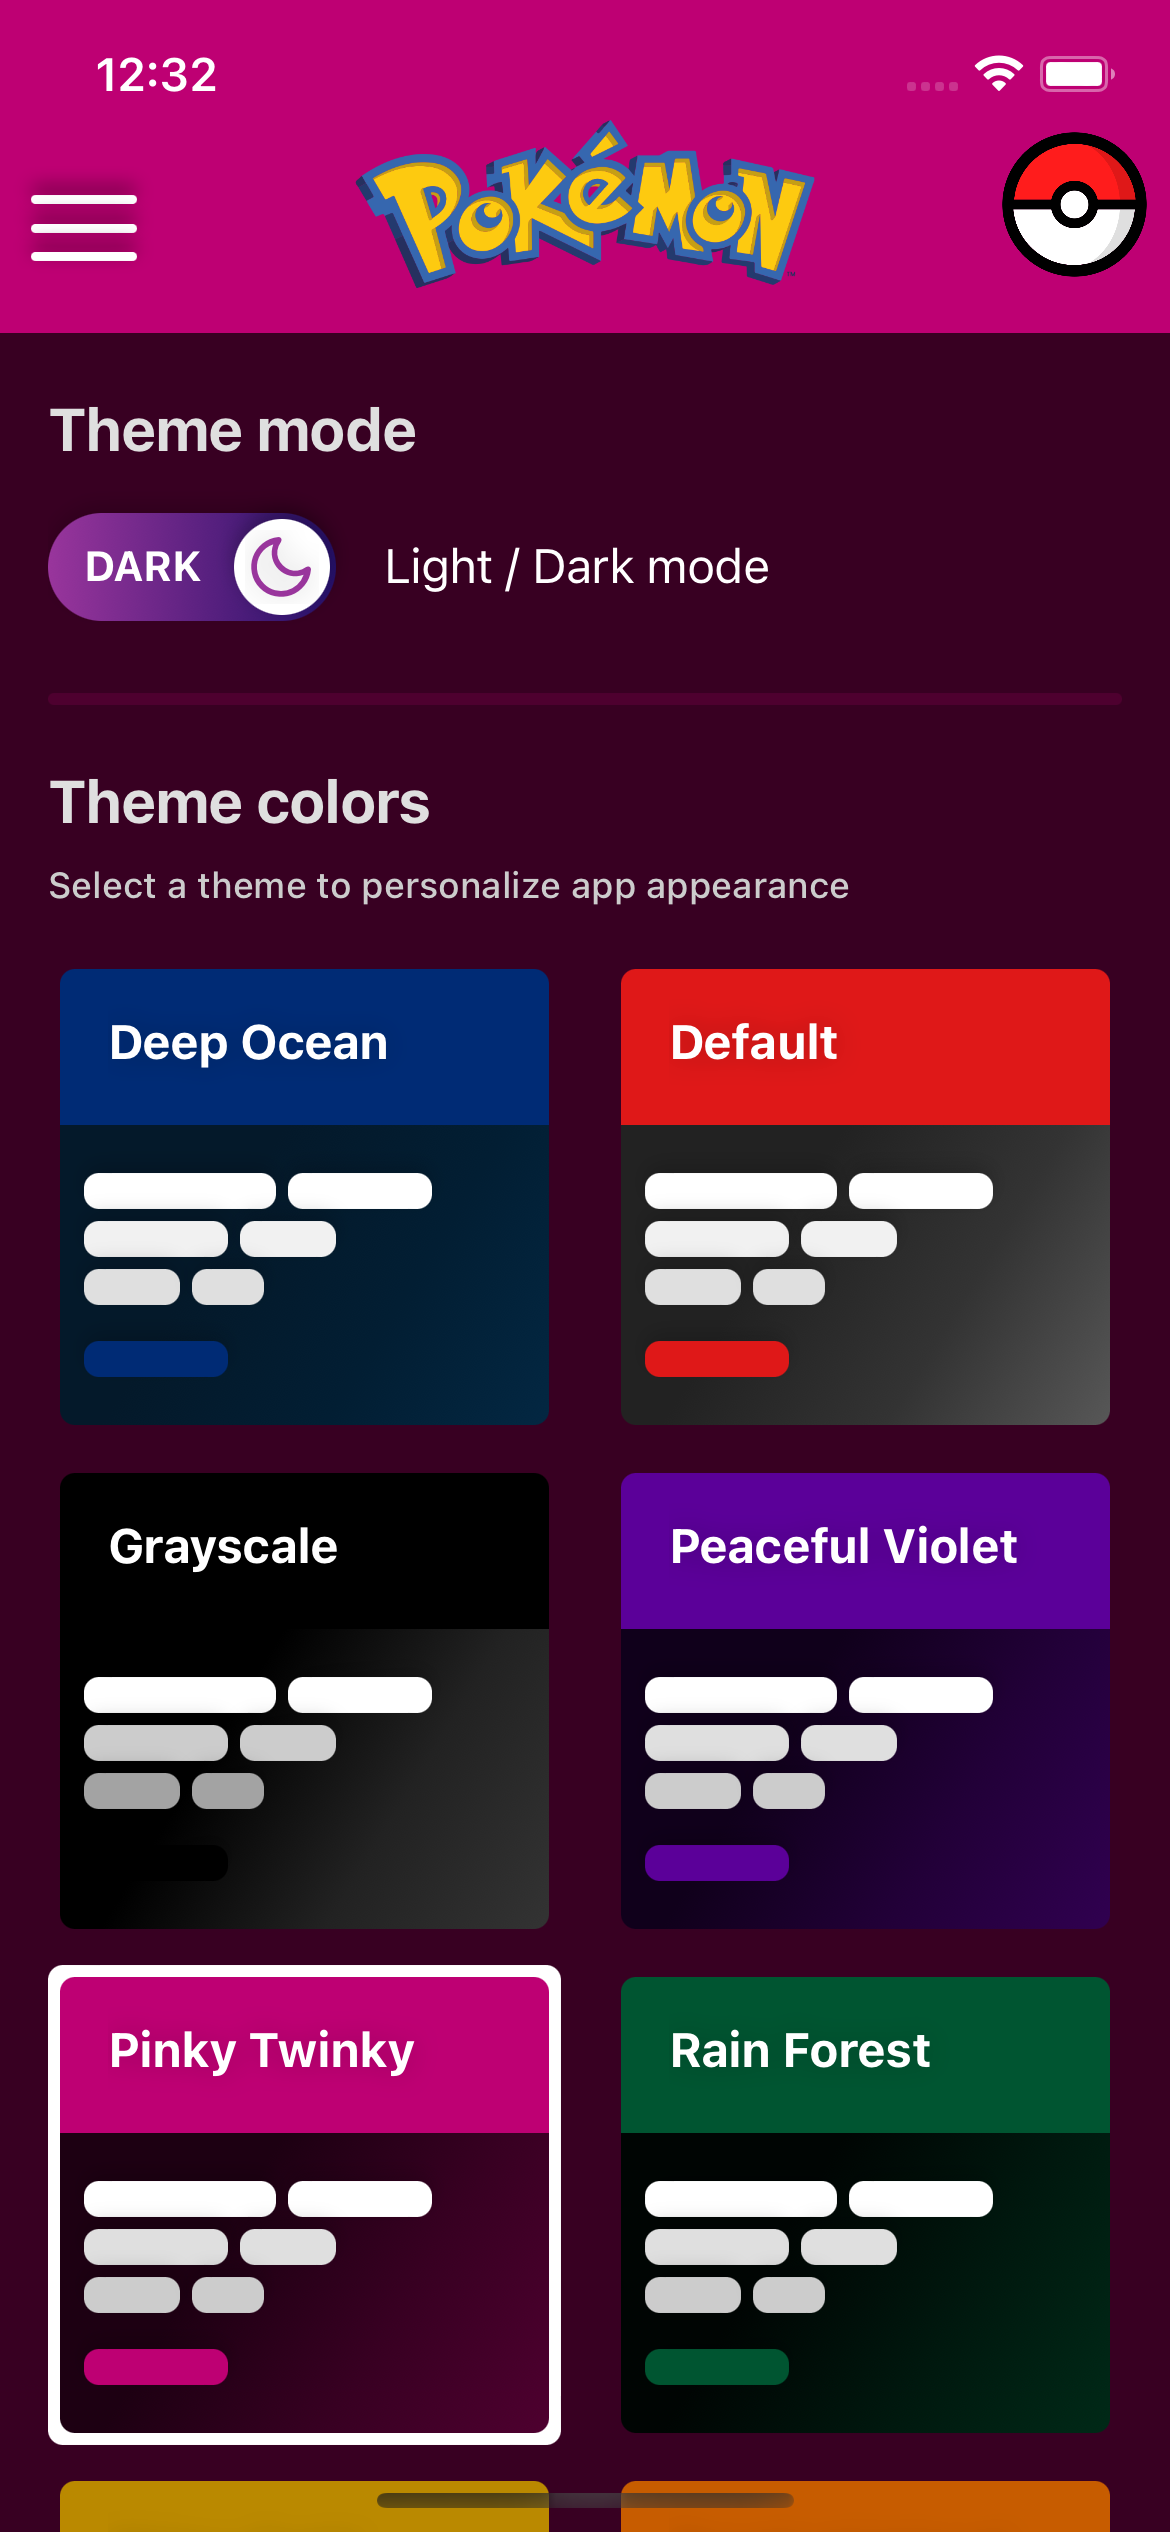 12:32
POKéMON
™
Theme mode
DARK
Light / Dark mode
Theme colors
Select a theme to personalize app appearance
Deep Ocean
Default
Grayscale
Peaceful Violet
Pinky Twinky
Rain Forest